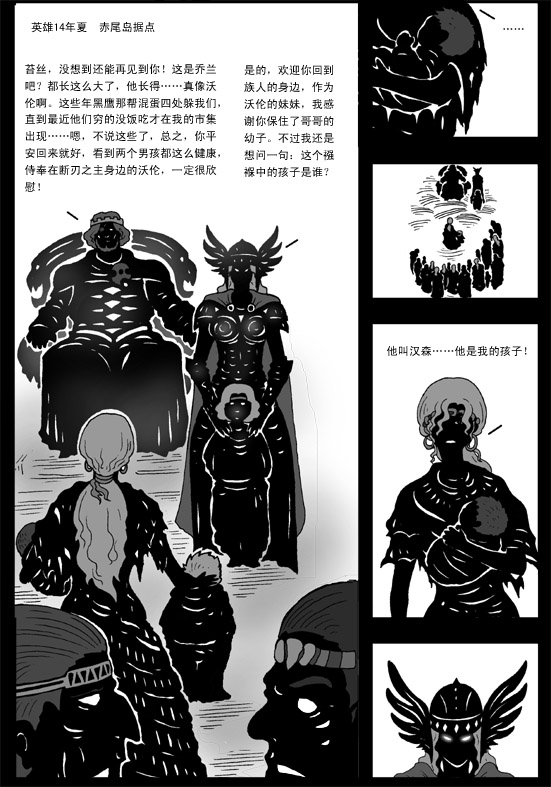 英雄14年夏　赤尾岛据点
苔丝，没想到还能再见到你！这是乔兰
吧？都长这么大了，他长得……真像沃
伦啊。这些年黑鹰那帮混蛋四处躲我们，
直到最近他们穷的没饭吃才在我的市集
出现……嗯，不说这些了，总之，你平
安回来就好，看到两个男孩都这么健康，
侍奉在断刃之主身边的沃伦，一定很欣
慰！
是的，欢迎你回到
族人的身边，作为
沃伦的妹妹，我感
谢你保住了哥哥的
幼子。不过我还是
想问一句：这个襁
褓中的孩子是谁？
……
他叫汉森……他是我的孩子！